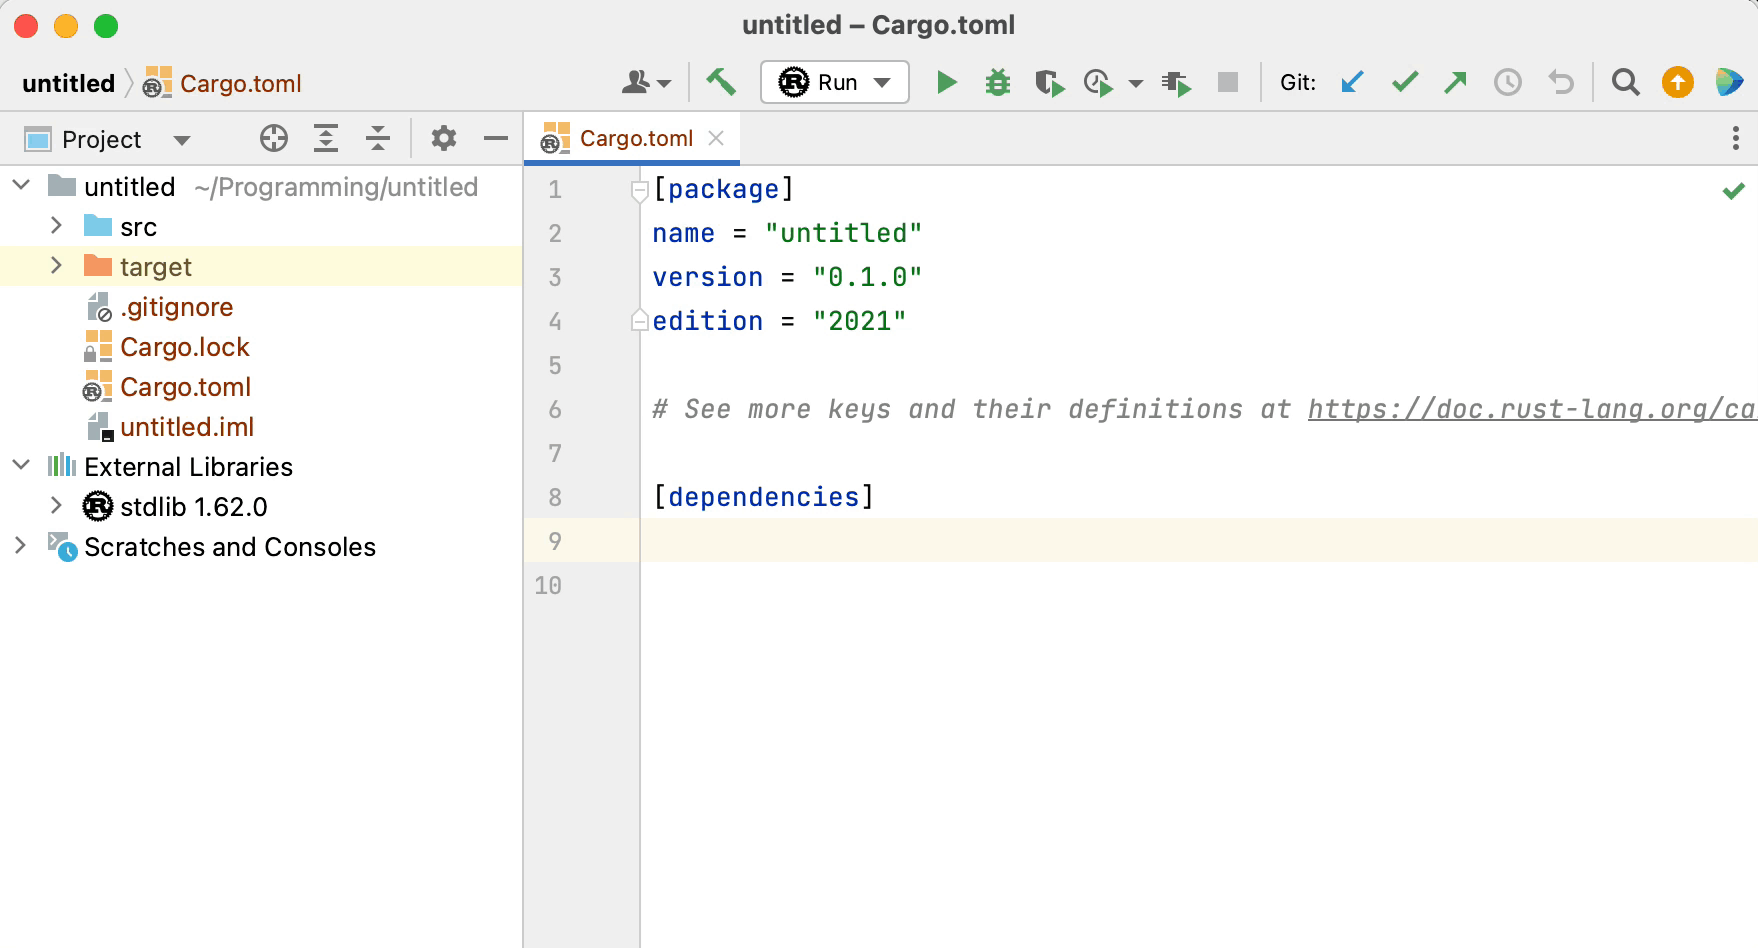 untitled – Cargo.toml
untitled Cargo.toml Run Git:
Project
Cargo.toml
untitled ~/Programming/untitled
src
target
.gitignore
Cargo.lock
Cargo.toml
untitled.iml
External Libraries
stdlib 1.62.0
Scratches and Consoles
1 [package]
2 name = "untitled"
3 version = "0.1.0"
4 edition = "2021"
5
6 # See more keys and their definitions at https://doc.rust-lang.org/ca
7
8 [dependencies]
9
10